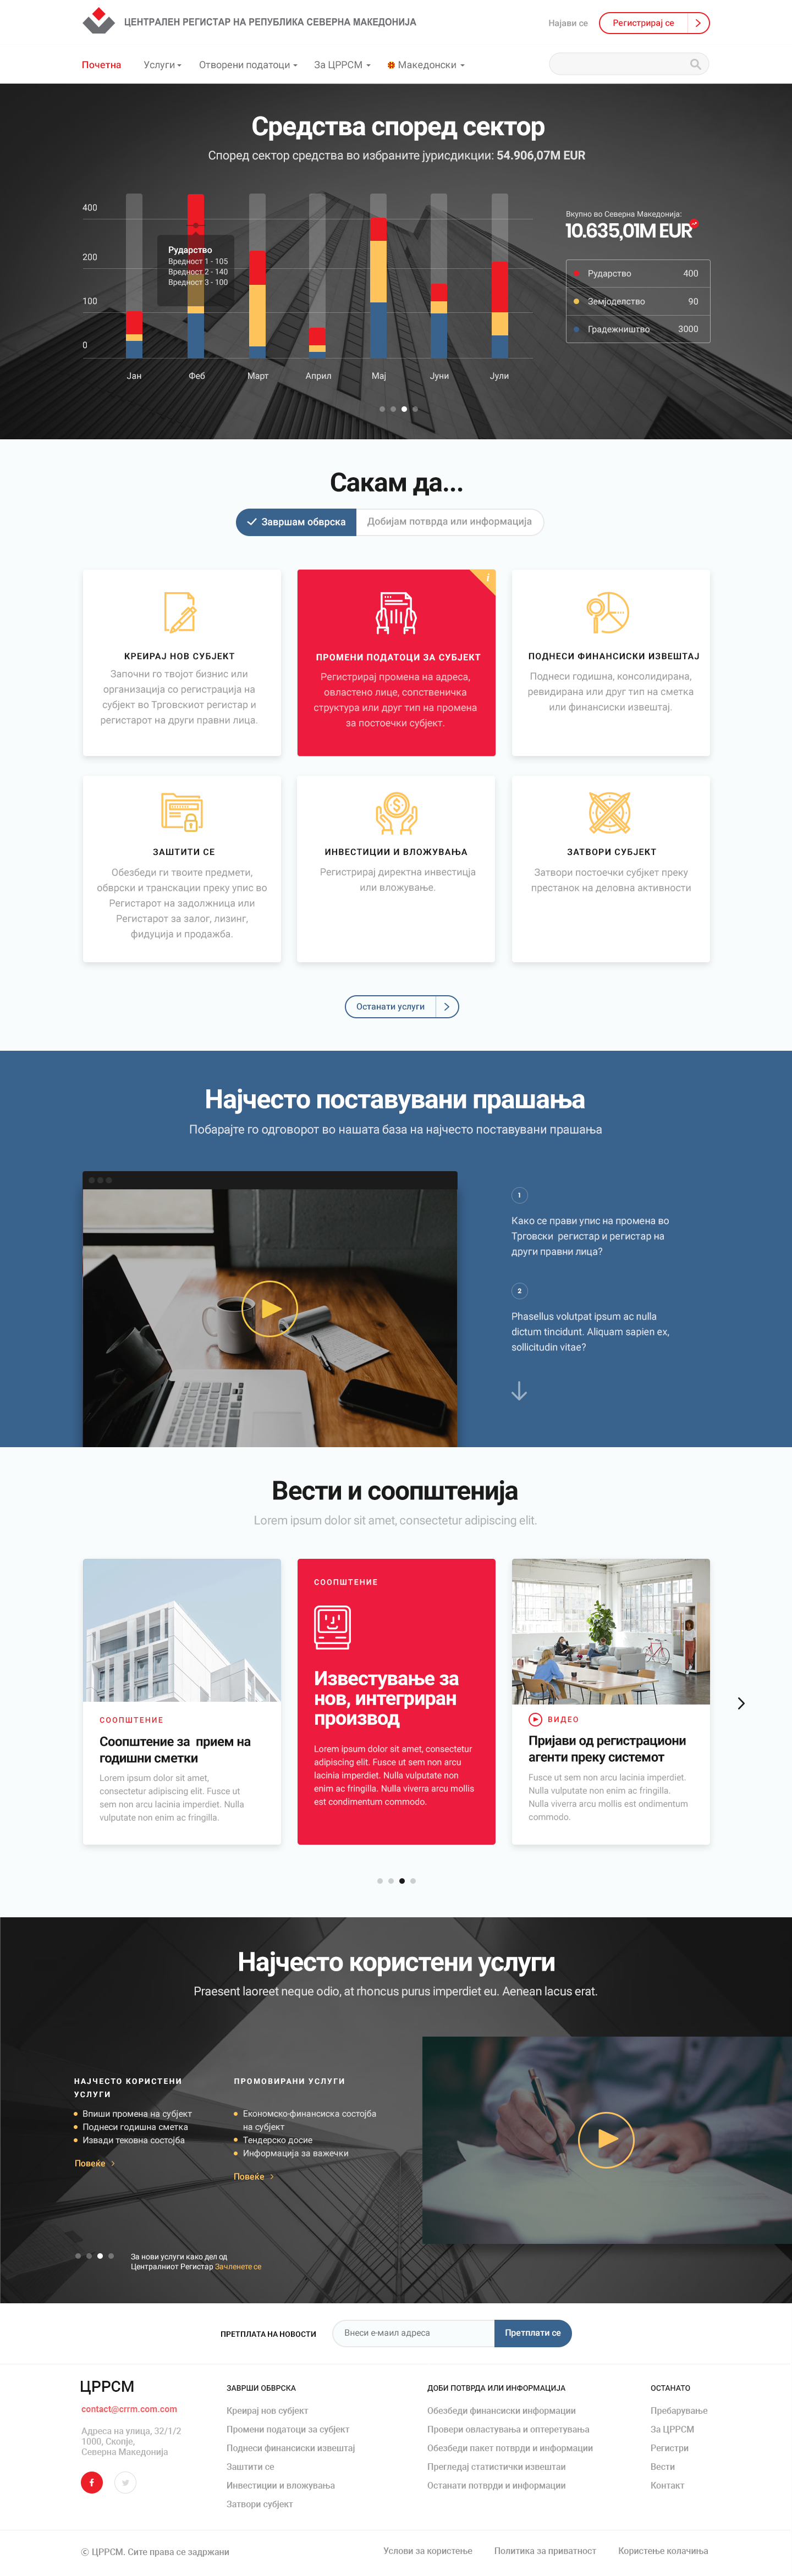 ЦЕНТРАЛЕН РЕГИСТАР НА РЕПУБЛИКА СЕВЕРНА МАКЕДОНИЈА
Најави се
Регистрирај се
Почетна
Услуги
Отворени податоци
За ЦРРСМ
Македонски
Средства според сектор
Според сектор средства во избраните јурисдикции: 54.906,07M EUR
400
200
100
0
Рударство
Вредност 1 - 105
Вредност 2 - 140
Вредност 3 - 100
Јан
Феб
Март
Април
Мај
Јуни
Јули
Вкупно во Северна Македонија:
10.635,01M EUR
Рударство 400
Земјоделство 90
Градежништво 3000
Сакам да...
Завршам обврска
Добијам потврда или информација
КРЕИРАЈ НОВ СУБЈЕКТ
Започни го твојот бизнис или
организација со регистрација на
субјект во Трговскиот регистар и
регистарот на други правни лица.
i
ПРОМЕНИ ПОДАТОЦИ ЗА СУБЈЕКТ
Регистрирај промена на адреса,
овластено лице, сопственичка
структура или друг тип на промена
за постоечки субјект.
ПОДНЕСИ ФИНАНСИСКИ ИЗВЕШТАЈ
Поднеси годишна, консолидирана,
ревидирана или друг тип на сметка
или финансиски извештај.
ЗАШТИТИ СЕ
Обезбеди ги твоите предмети,
обврски и транскации преку упис во
Регистарот на задолжница или
Регистарот за залог, лизинг,
фидуција и продажба.
ИНВЕСТИЦИИ И ВЛОЖУВАЊА
Регистрирај директна инвестиција
или вложување.
ЗАТВОРИ СУБЈЕКТ
Затвори постоечки субјкет преку
престанок на деловна активности
Останати услуги
Најчесто поставувани прашања
Побарајте го одговорот во нашата база на најчесто поставувани прашања
1
Како се прави упис на промена во
Трговски регистар и регистар на
други правни лица?
2
Phasellus volutpat ipsum ac nulla
dictum tincidunt. Aliquam sapien ex,
sollicitudin vitae?
Вести и соопштенија
Lorem ipsum dolor sit amet, consectetur adipiscing elit.
СООПШТЕНИЕ
Соопштение за прием на
годишни сметки
Lorem ipsum dolor sit amet,
consectetur adipiscing elit. Fusce ut
sem non arcu lacinia imperdiet. Nulla
vulputate non enim ac fringilla.
СООПШТЕНИЕ
Известување за
нов, интегриран
производ
Lorem ipsum dolor sit amet, consectetur
adipiscing elit. Fusce ut sem non arcu
lacinia imperdiet. Nulla vulputate non
enim ac fringilla. Nulla viverra arcu mollis
est condimentum commodo.
ВИДЕО
Пријави од регистрациони
агенти преку системот
Fusce ut sem non arcu lacinia imperdiet.
Nulla vulputate non enim ac fringilla.
Nulla viverra arcu mollis est ondimentum
commodo.
Најчесто користени услуги
Praesent laoreet neque odio, at rhoncus purus imperdiet eu. Aenean lacus erat.
НАЈЧЕСТО КОРИСТЕНИ
УСЛУГИ
Впиши промена на субјект
Поднеси годишна сметка
Извади тековна состојба
Повеќе
ПРОМОВИРАНИ УСЛУГИ
Економско-финансиска состојба
на субјект
Тендерско досие
Информација за важечки
Повеќе
За нови услуги како дел од
Централниот Регистар Зачленете се
ПРЕТПЛАТА НА НОВОСТИ
Внеси е-маил адреса
Претплати се
ЦРРСМ
contact@crrm.com.com
Адреса на улица, 32/1/2
1000, Скопје,
Северна Македонија
ЗАВРШИ ОБВРСКА
Креирај нов субјект
Промени податоци за субјект
Поднеси финансиски извештај
Заштити се
Инвестиции и вложувања
Затвори субјект
ДОБИ ПОТВРДА ИЛИ ИНФОРМАЦИЈА
Обезбеди финансиски информации
Провери овластувања и оптеретувања
Обезбеди пакет потврди и информации
Прегледај статистички извештаи
Останати потврди и информации
ОСТАНАТО
Пребарување
За ЦРРСМ
Регистри
Вести
Контакт
© ЦРРСМ. Сите права се задржани
Услови за користење
Политика за приватност
Користење колачиња